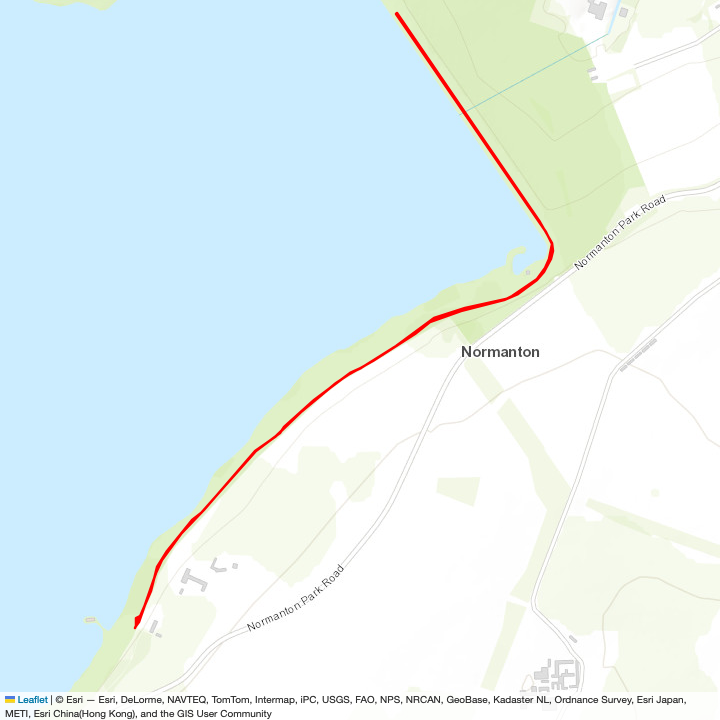 Normanton Park Road
Normanton
Normanton Park Road
Leaflet | © Esri — Esri, DeLorme, NAVTEQ, TomTom, Intermap, iPC, USGS, FAO, NPS, NRCAN, GeoBase, Kadaster NL, Ordnance Survey, Esri Japan,
METI, Esri China(Hong Kong), and the GIS User Community